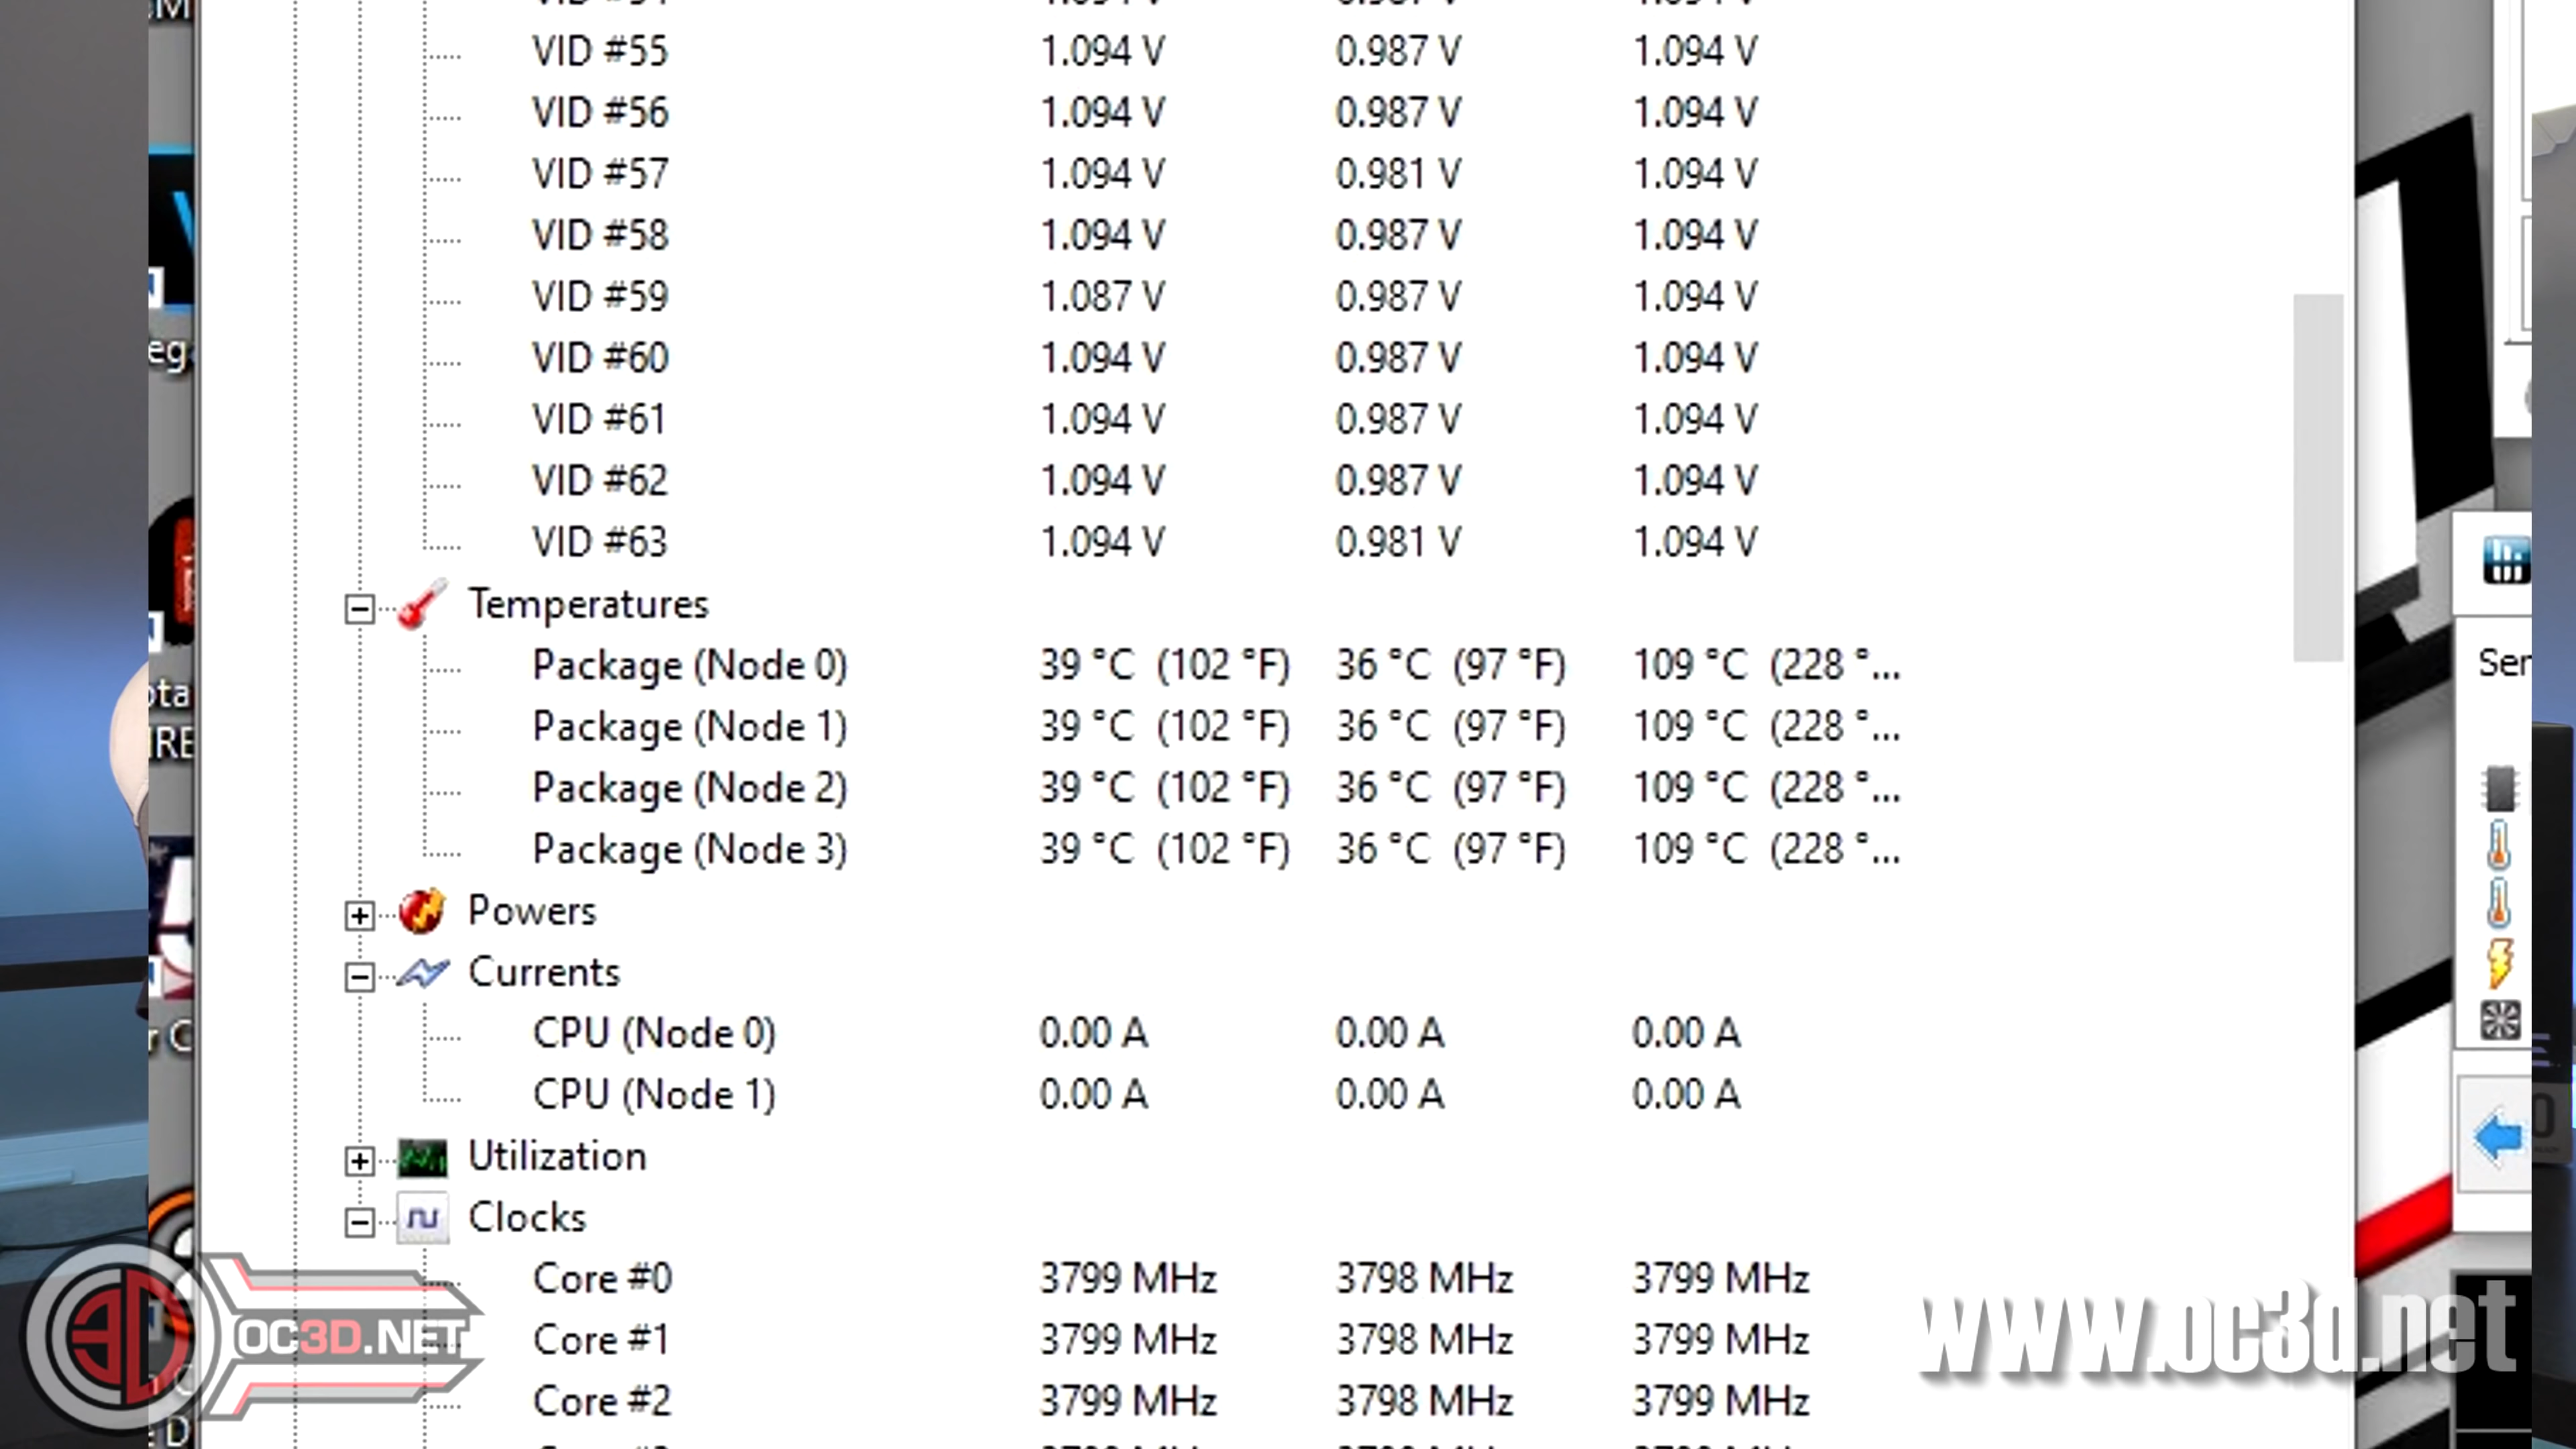 VID #55 1.094 V 0.987 V 1.094 V
VID #56 1.094 V 0.987 V 1.094 V
VID #57 1.094 V 0.981 V 1.094 V
VID #58 1.094 V 0.987 V 1.094 V
VID #59 1.087 V 0.987 V 1.094 V
VID #60 1.094 V 0.987 V 1.094 V
VID #61 1.094 V 0.987 V 1.094 V
VID #62 1.094 V 0.987 V 1.094 V
VID #63 1.094 V 0.981 V 1.094 V
Temperatures
Package (Node 0) 39 °C (102 °F) 36 °C (97 °F) 109 °C (228 °...
Package (Node 1) 39 °C (102 °F) 36 °C (97 °F) 109 °C (228 °...
Package (Node 2) 39 °C (102 °F) 36 °C (97 °F) 109 °C (228 °...
Package (Node 3) 39 °C (102 °F) 36 °C (97 °F) 109 °C (228 °...
Powers
Currents
CPU (Node 0) 0.00 A 0.00 A 0.00 A
CPU (Node 1) 0.00 A 0.00 A 0.00 A
Utilization
Clocks
Core #0 3799 MHz 3798 MHz 3799 MHz
Core #1 3799 MHz 3798 MHz 3799 MHz
Core #2 3799 MHz 3798 MHz 3799 MHz
eg
ota
IRE
Ser
3D OC3D.NET
www.oc3d.net